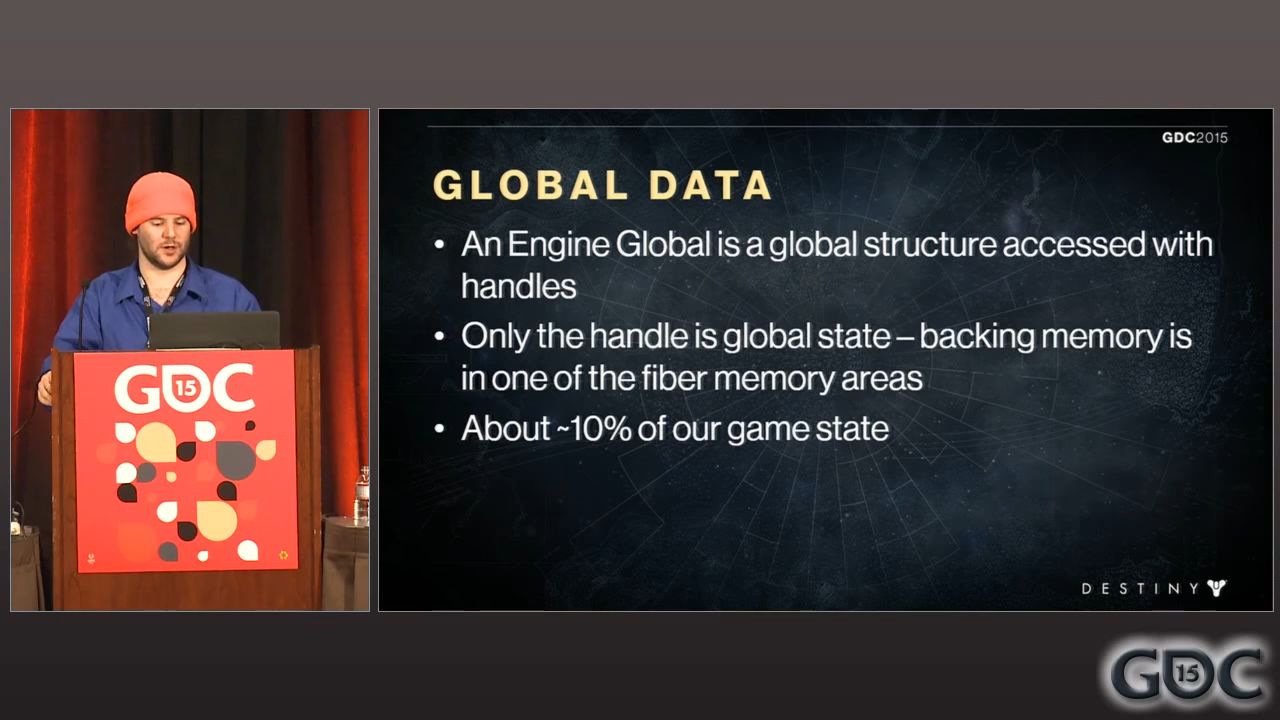 GDC2015
GLOBAL DATA
• An Engine Global is a global structure accessed with
handles
• Only the handle is global state – backing memory is
in one of the fiber memory areas
• About ~10% of our game state
DESTINY
GDC
15
GDC
15